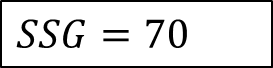 SSG = 70